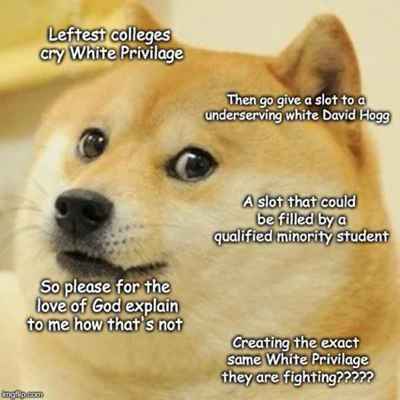 Leftest colleges
cry White Privilage
Then go give a slot to a
underserving white David Hogg
A slot that could
be filled by a
qualified minority student
So please for the
love of God explain
to me how that's not
Creating the exact
same White Privilage
they are fighting?????
imgflip.com